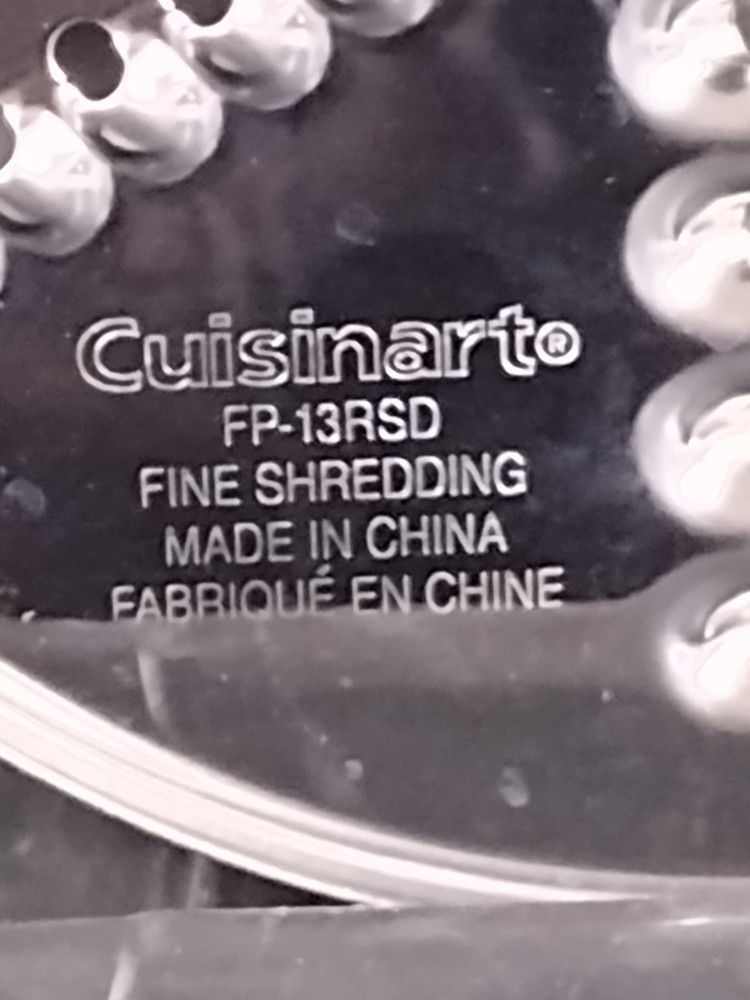 Cuisinart®
FP-13RSD
FINE SHREDDING
MADE IN CHINA
FABRIQUÉ EN CHINE